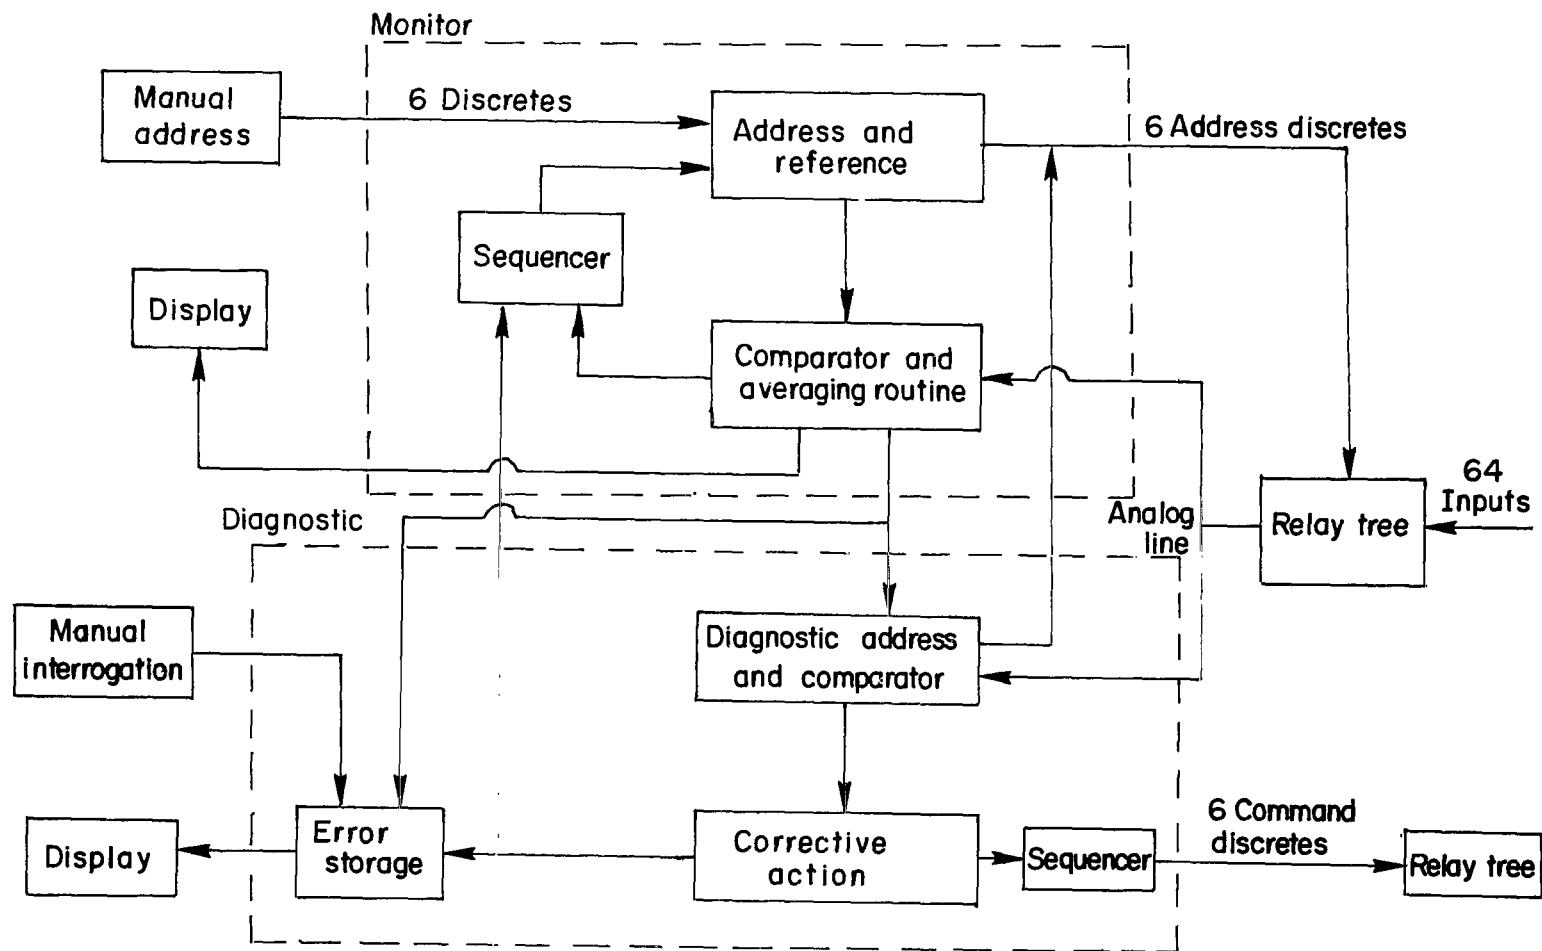 Monitor
Manual
address
6 Discretes
Address and
reference
6 Address discretes
Sequencer
Display
Comparator and
averaging routine
64
Inputs
Relay tree
Analog
line
Diagnostic
Manual
interrogation
Diagnostic address
and comparator
Display
Error
storage
Corrective
action
Sequencer
6 Command
discretes
Relay tree